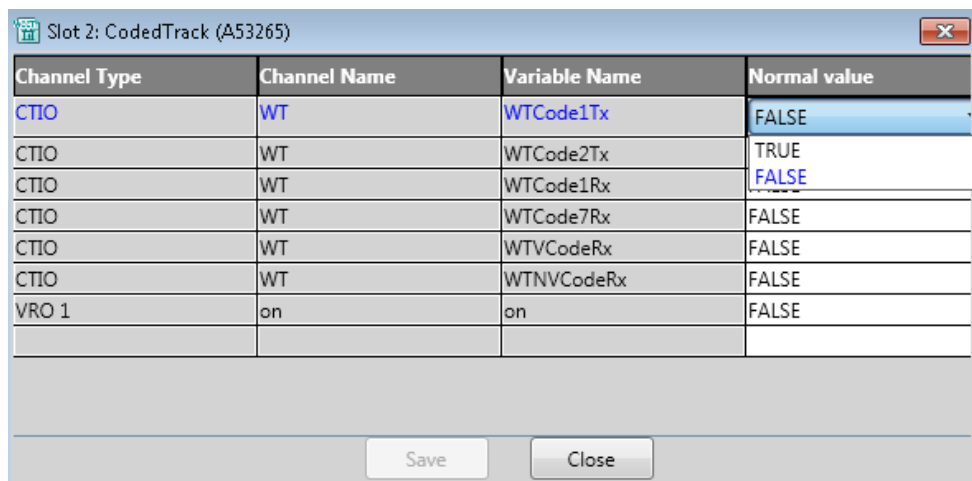 Slot 2: CodedTrack (A53265)
Channel Type Channel Name Variable Name Normal value
CTIO WT WTCode1Tx FALSE
CTIO WT WTCode2Tx TRUE
FALSE
CTIO WT WTCode1Rx
CTIO WT WTCode7Rx FALSE
CTIO WT WTVCodeRx FALSE
CTIO WT WTNVCodeRx FALSE
VRO 1 on on FALSE
Save Close